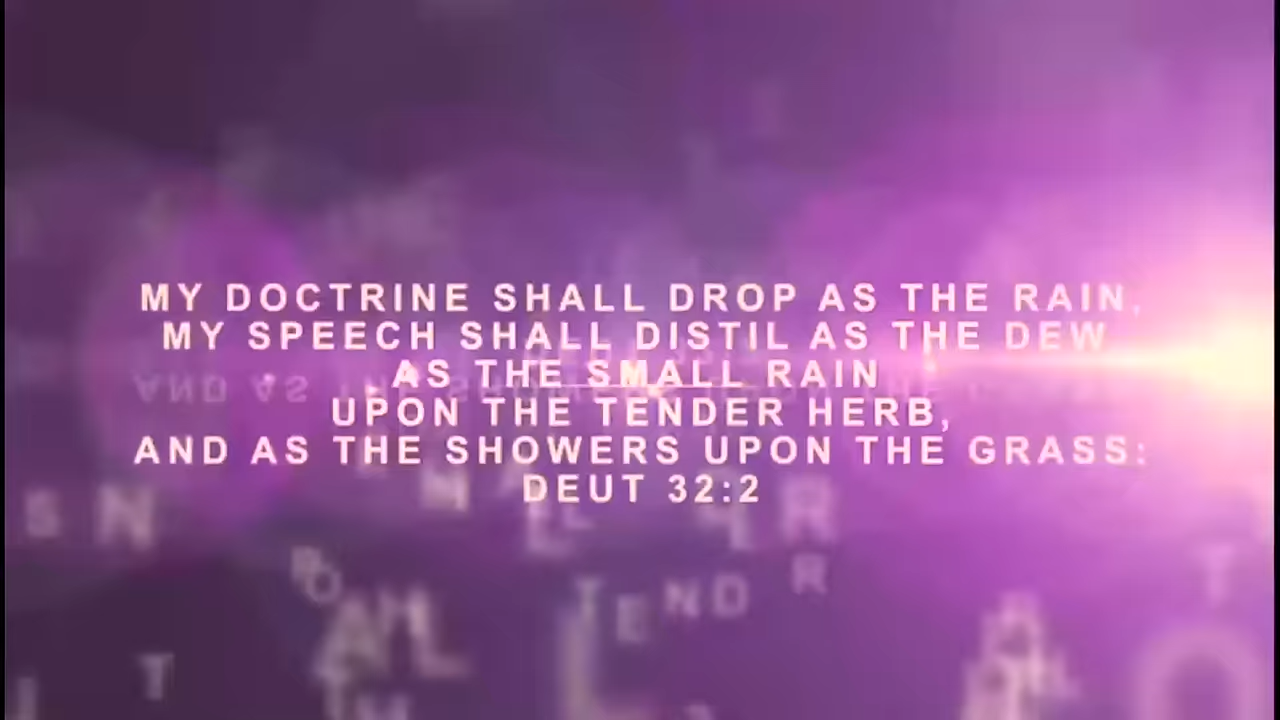 MY DOCTRINE SHALL DROP AS THE RAIN,
MY SPEECH SHALL DISTIL AS THE DEW
AS THE SMALL RAIN
UPON THE TENDER HERB,
AND AS THE SHOWERS UPON THE GRASS:
DEUT 32:2